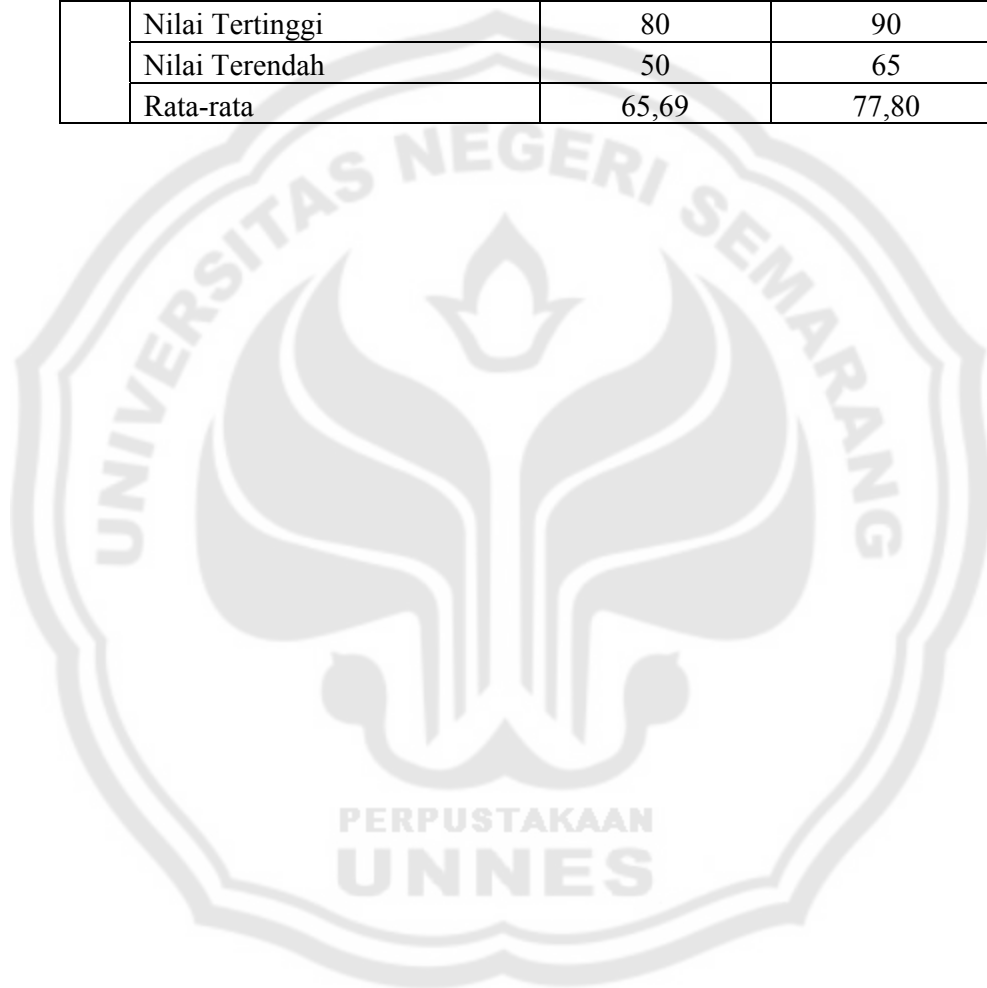 Nilai Tertinggi 80 90
Nilai Terendah 50 65
Rata-rata 65,69 77,80
UNIVERSITAS NEGERI SEMARANG
PERPUSTAKAAN
UNNES